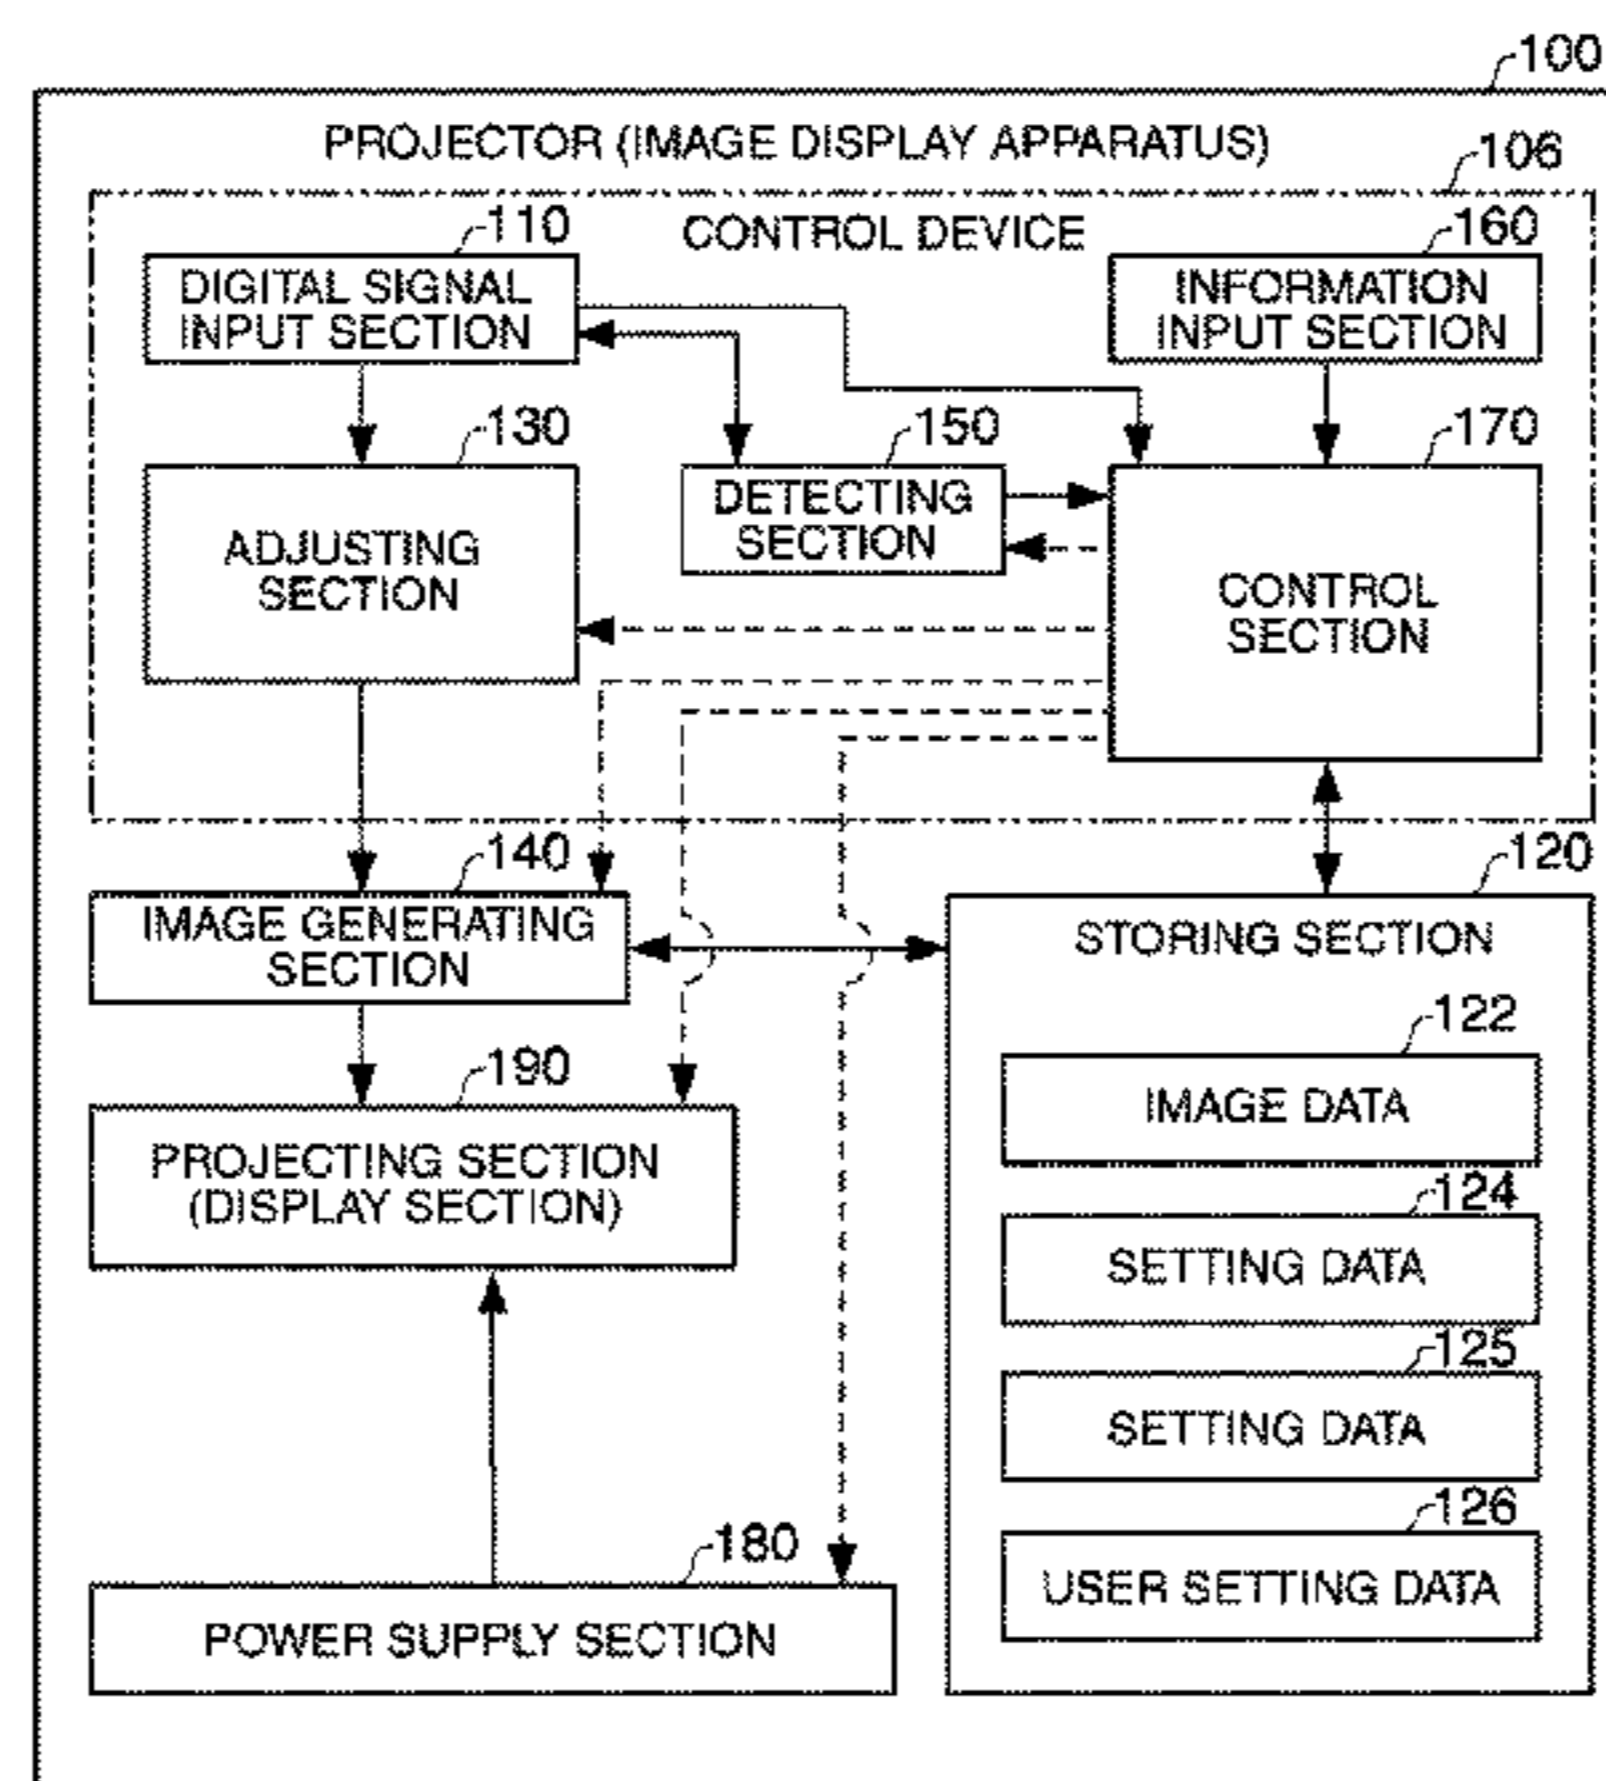 100
PROJECTOR (IMAGE DISPLAY APPARATUS)
106
CONTROL DEVICE
110
DIGITAL SIGNAL
INPUT SECTION
160
INFORMATION
INPUT SECTION
130
ADJUSTING
SECTION
150
DETECTING
SECTION
170
CONTROL
SECTION
140
IMAGE GENERATING
SECTION
120
STORING SECTION
122
IMAGE DATA
190
PROJECTING SECTION
(DISPLAY SECTION)
124
SETTING DATA
125
SETTING DATA
126
USER SETTING DATA
180
POWER SUPPLY SECTION